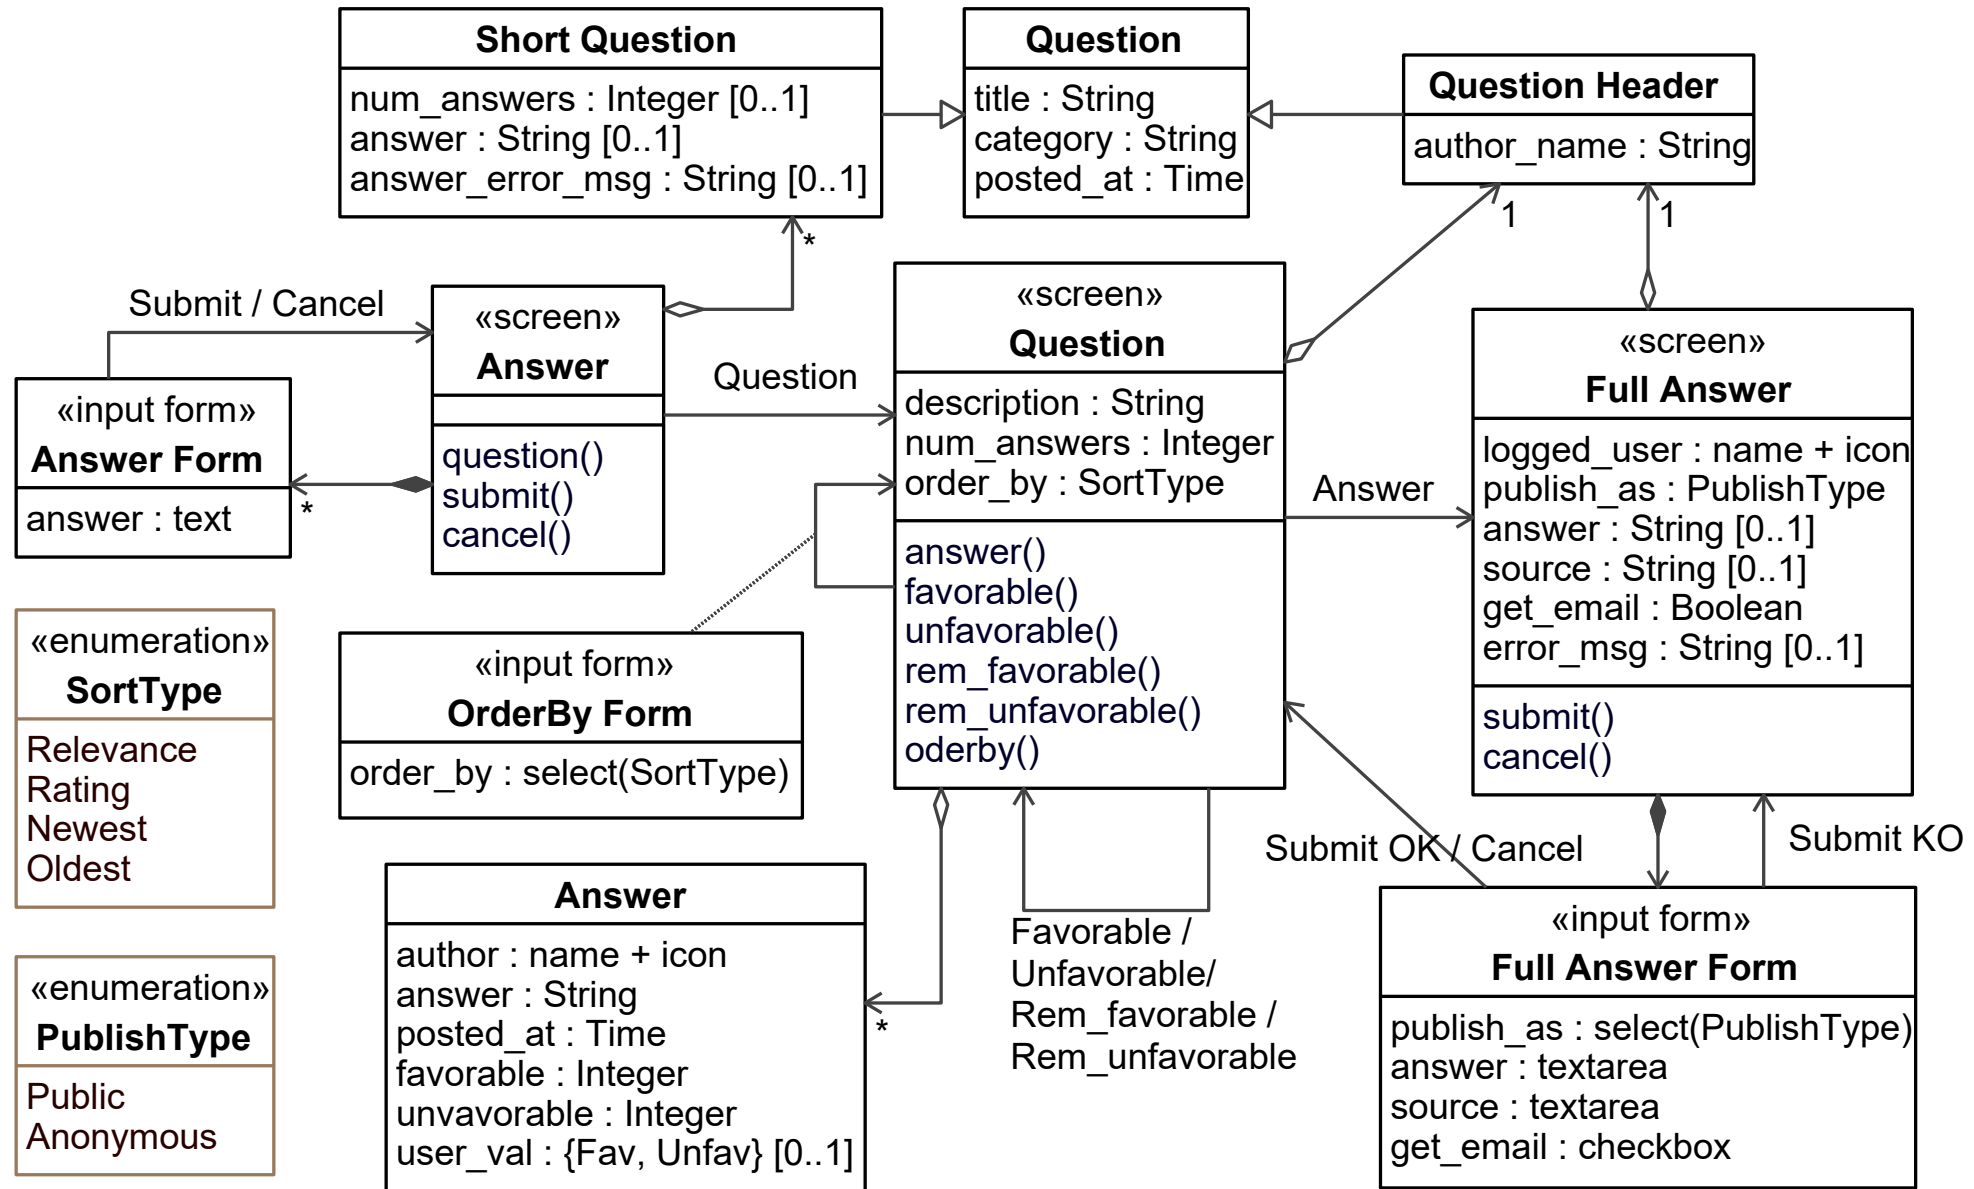 Short Question
num_answers : Integer [0..1]
answer : String [0..1]
answer_error_msg : String [0..1]
Question
title : String
category : String
posted_at : Time
Question Header
author_name : String
1
1
*
Submit / Cancel
«screen»
Answer
question()
submit()
cancel()
Question
«input form»
Answer Form
answer : text
*
«screen»
Question
description : String
num_answers : Integer
order_by : SortType
answer()
favorable()
unfavorable()
rem_favorable()
rem_unfavorable()
oderby()
Answer
«screen»
Full Answer
logged_user : name + icon
publish_as : PublishType
answer : String [0..1]
source : String [0..1]
get_email : Boolean
error_msg : String [0..1]
submit()
cancel()
«enumeration»
SortType
Relevance
Rating
Newest
Oldest
«input form»
OrderBy Form
order_by : select(SortType)
Submit OK / Cancel
Submit KO
«enumeration»
PublishType
Public
Anonymous
Answer
author : name + icon
answer : String
posted_at : Time
favorable : Integer
unvavorable : Integer
user_val : {Fav, Unfav} [0..1]
*
Favorable /
Unfavorable/
Rem_favorable /
Rem_unfavorable
«input form»
Full Answer Form
publish_as : select(PublishType)
answer : textarea
source : textarea
get_email : checkbox